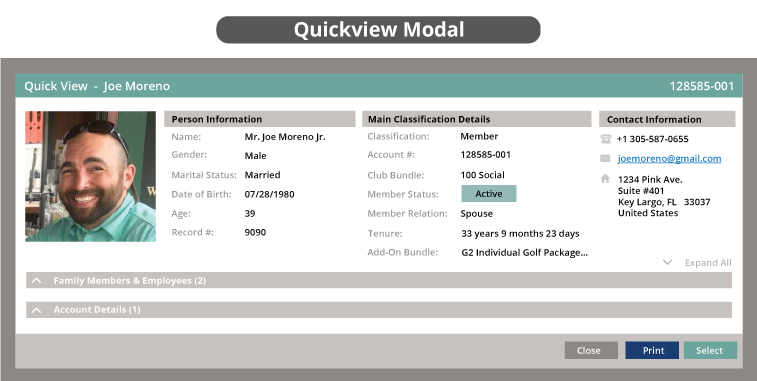 Quickview Modal
Quick View - Joe Moreno
128585-001
Person Information
Name: Mr. Joe Moreno Jr.
Gender: Male
Marital Status: Married
Date of Birth: 07/28/1980
Age: 39
Record #: 9090
Main Classification Details
Classification: Member
Account #: 128585-001
Club Bundle: 100 Social
Member Status: Active
Member Relation: Spouse
Tenure: 33 years 9 months 23 days
Add-On Bundle: G2 Individual Golf Package...
Contact Information
+1 305-587-0655
joemoreno@gmail.com
1234 Pink Ave.
Suite #401
Key Largo, FL 33037
United States
Expand All
Family Members & Employees (2)
Account Details (1)
Close
Print
Select